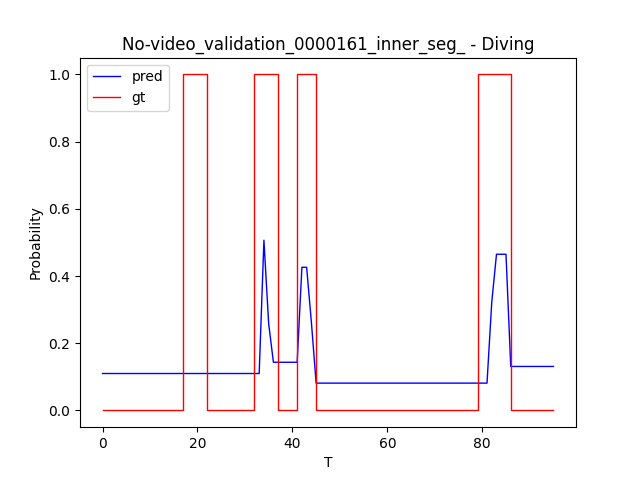 No-video_validation_0000161_inner_seg_ - Diving
pred
gt
1.0
0.8
0.6
0.4
0.2
0.0
Probability
0
20
40
60
80
T